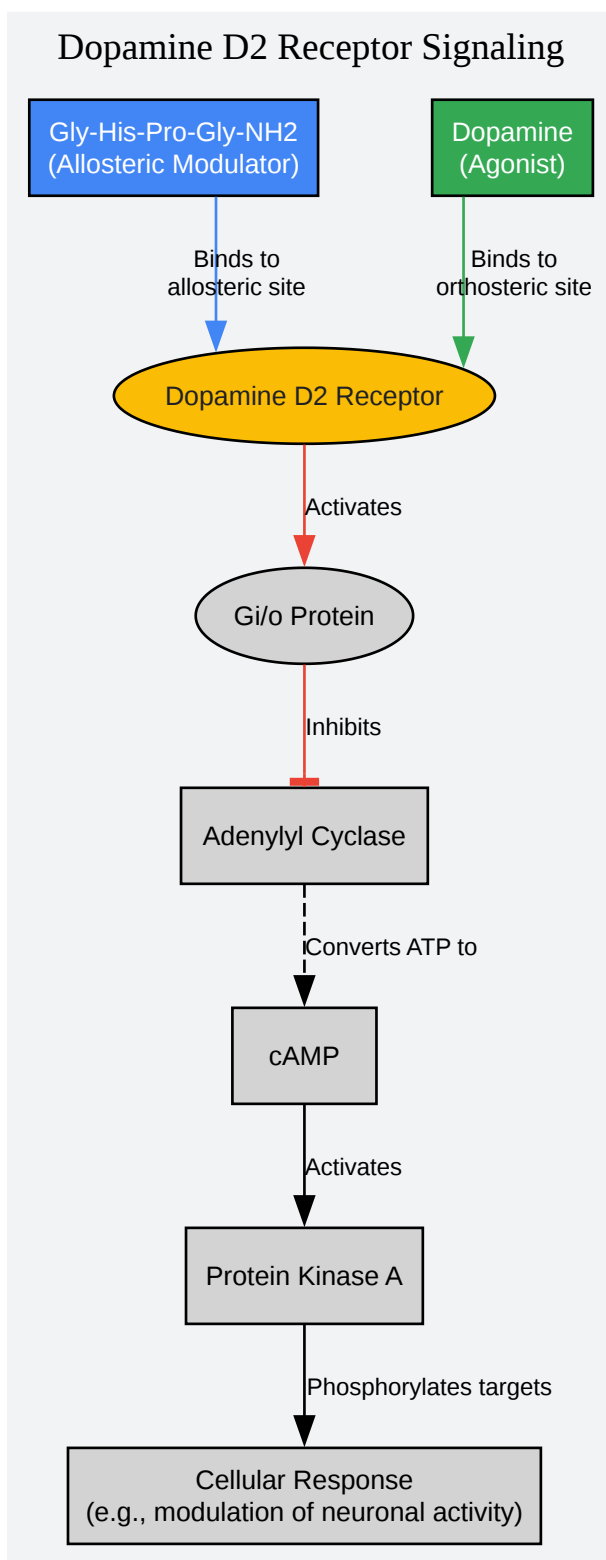 Dopamine D2 Receptor Signaling
Gly-His-Pro-Gly-NH2
(Allosteric Modulator)
Dopamine
(Agonist)
Binds to
allosteric site
Binds to
orthosteric site
Dopamine D2 Receptor
Activates
Gi/o Protein
Inhibits
Adenylyl Cyclase
Converts ATP to
cAMP
Activates
Protein Kinase A
Phosphorylates targets
Cellular Response
(e.g., modulation of neuronal activity)